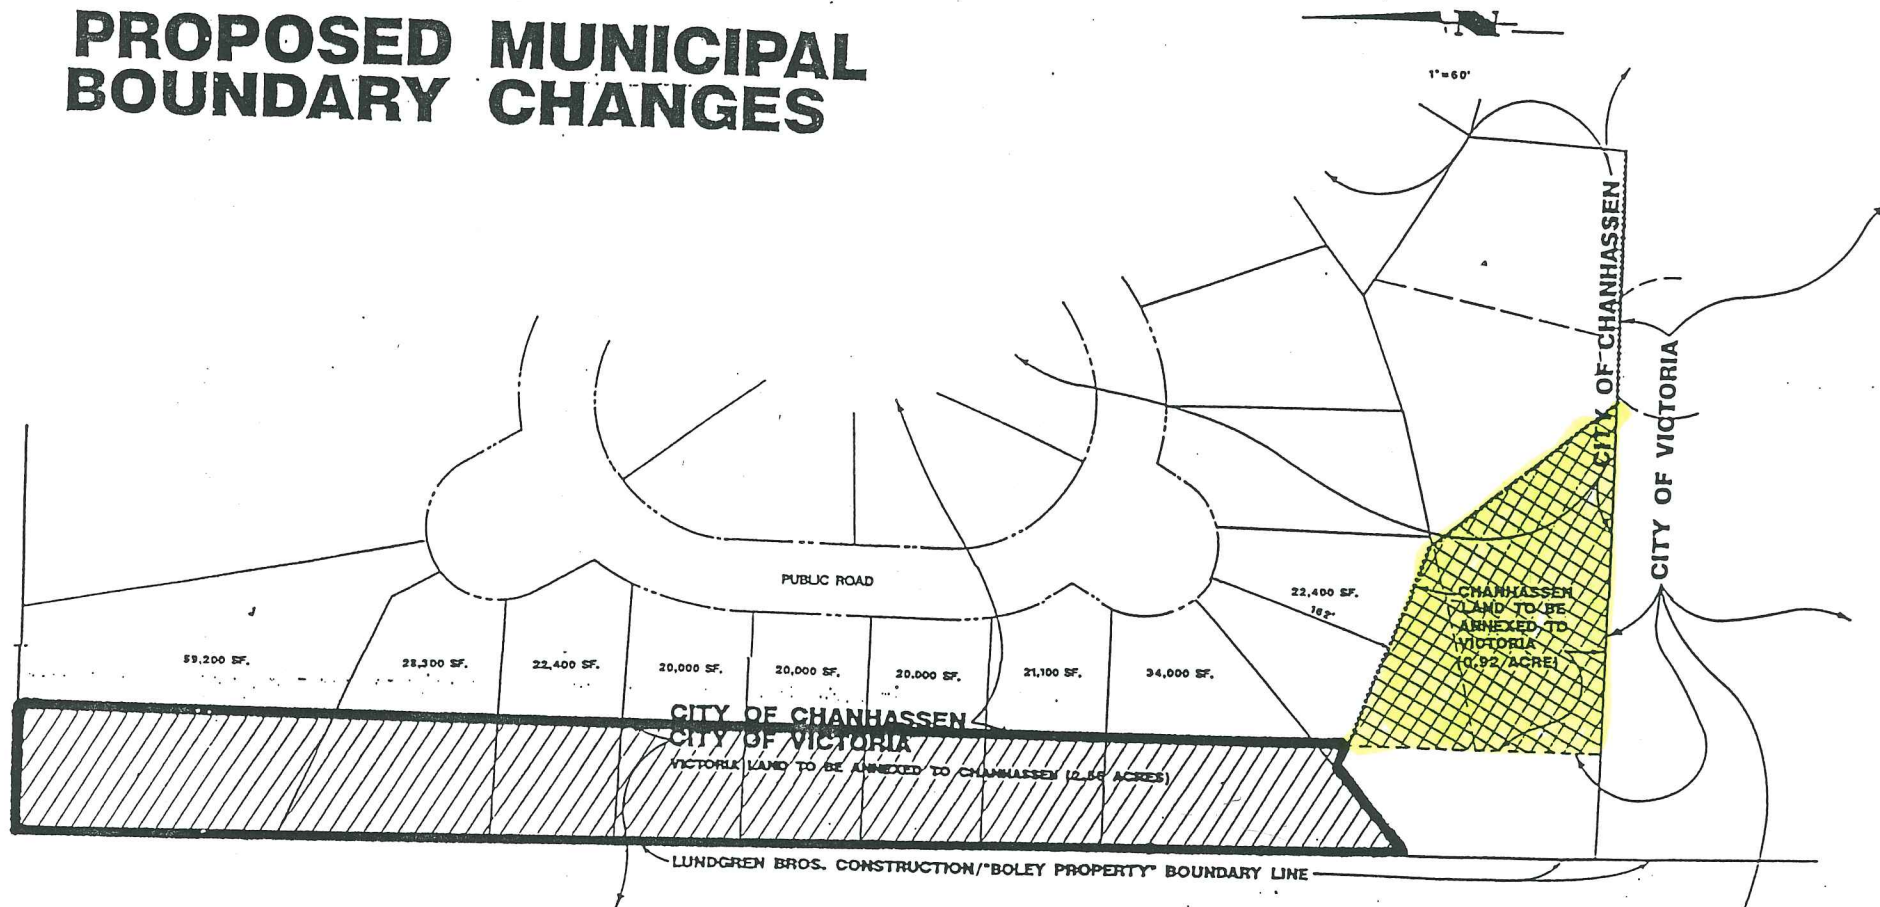 PROPOSED MUNICIPAL
BOUNDARY CHANGES
N
1"=60'
CITY OF CHANHASSEN
CITY OF VICTORIA
PUBLIC ROAD
22,400 SF.
CHANHASSEN
LAND TO BE
ANNEXED TO
VICTORIA
(0.92 ACRE)
59,200 SF.
28,300 SF.
22,400 SF.
20,000 SF.
20,000 SF.
20,000 SF.
21,100 SF.
34,000 SF.
CITY OF CHANHASSEN
CITY OF VICTORIA
VICTORIA LAND TO BE ANNEXED TO CHANHASSEN ACRES)
LUNDGREN BROS. CONSTRUCTION/"BOLEY PROPERTY" BOUNDARY LINE